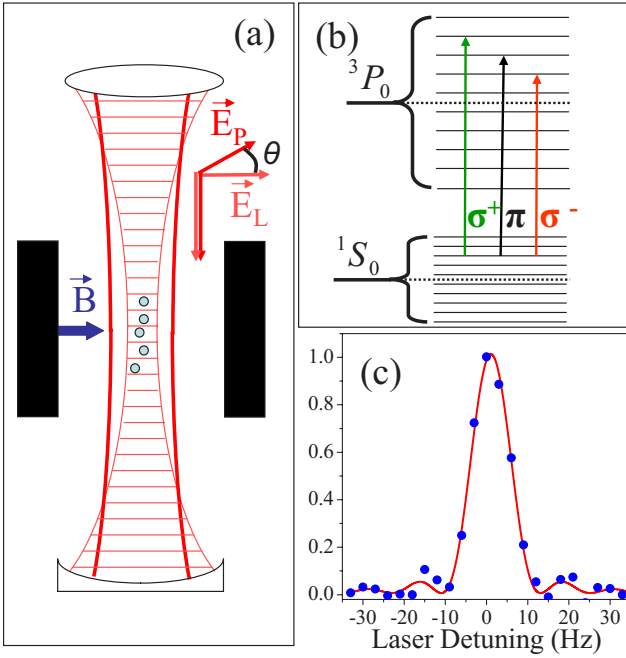 (a)
E_P
θ
E_L
B
(b)
³P₀
σ⁺ π σ⁻
¹S₀
(c)
1.0
0.8
0.6
0.4
0.2
0.0
-30 -20 -10 0 10 20 30
Laser Detuning (Hz)